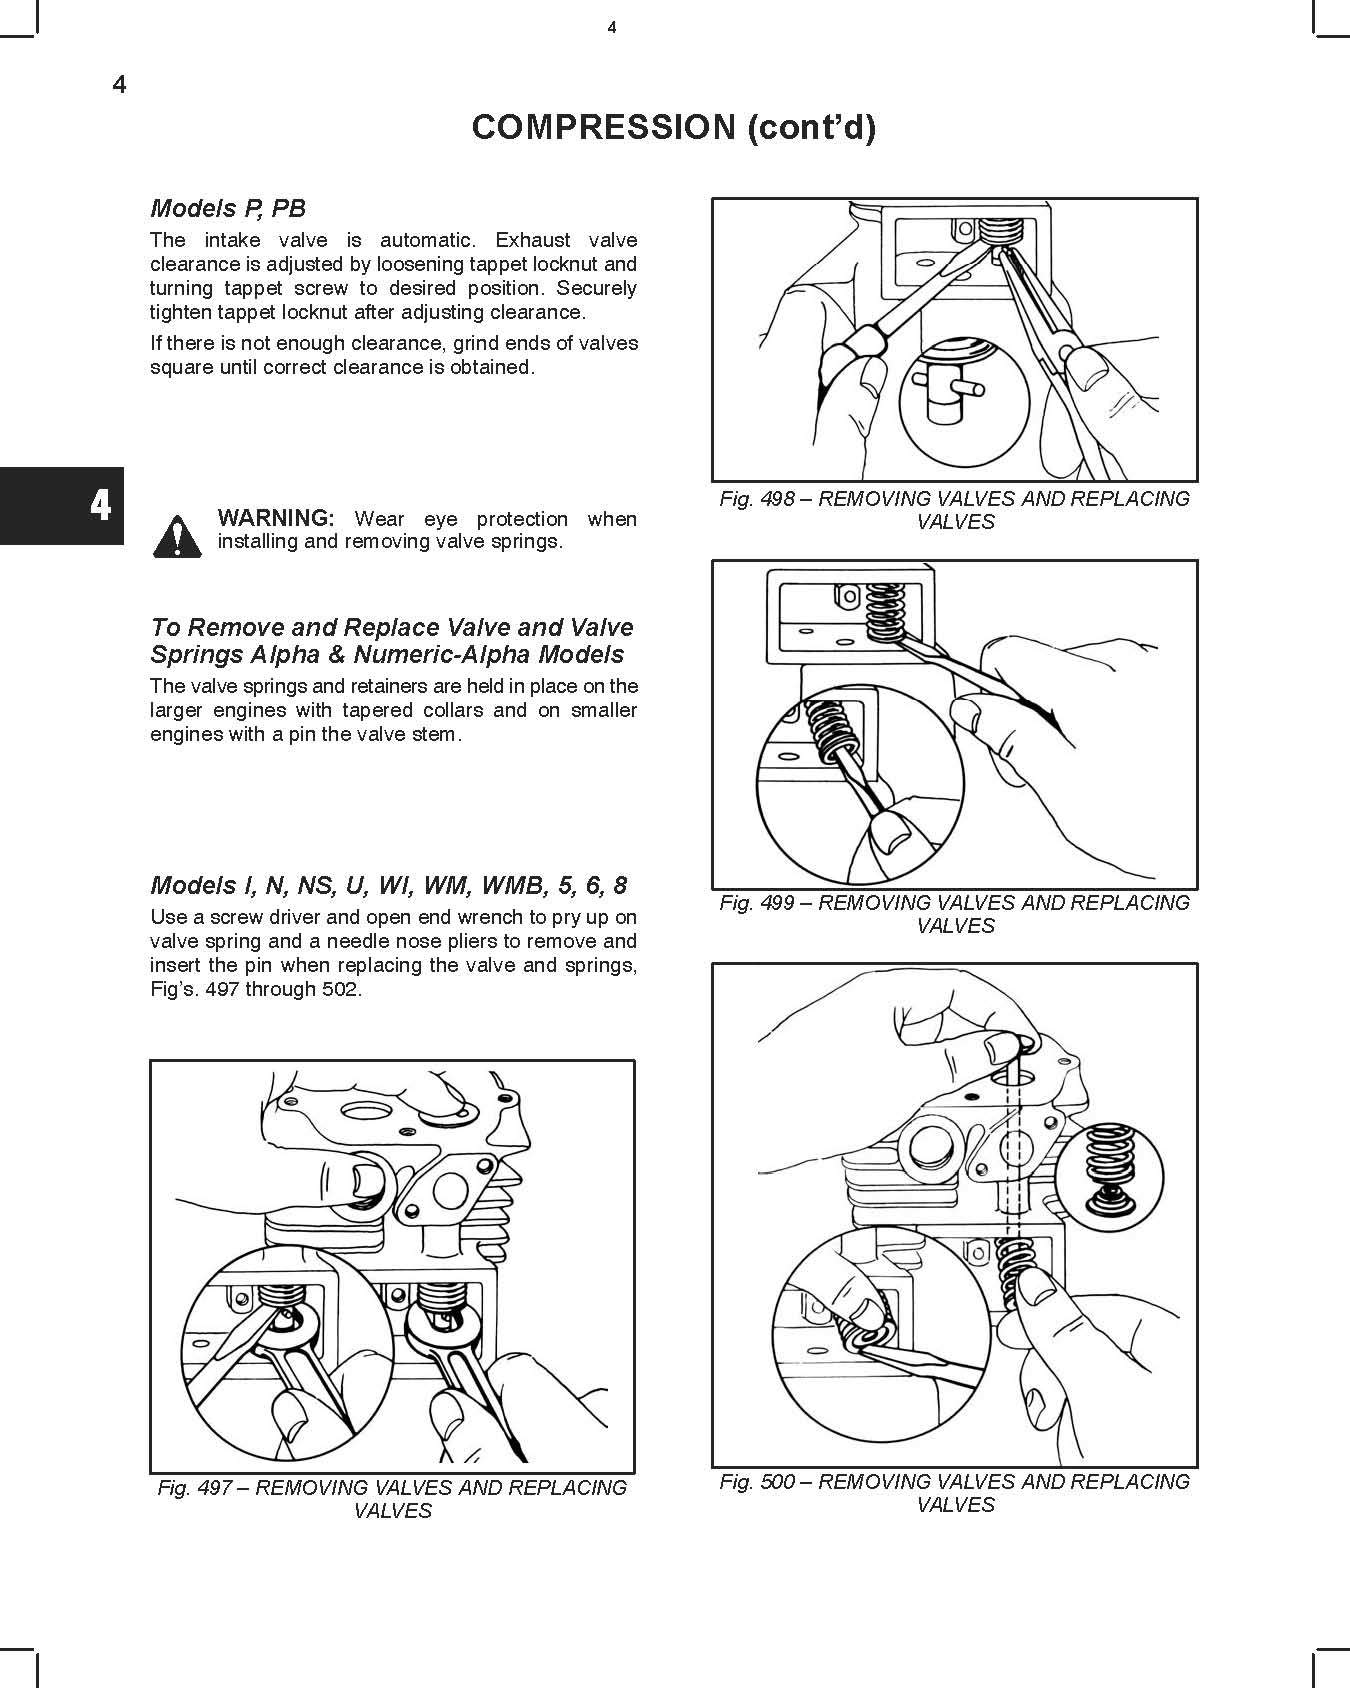 4
4
COMPRESSION (cont’d)
Models P, PB
The intake valve is automatic. Exhaust valve
clearance is adjusted by loosening tappet locknut and
turning tappet screw to desired position. Securely
tighten tappet locknut after adjusting clearance.
If there is not enough clearance, grind ends of valves
square until correct clearance is obtained.
4
WARNING: Wear eye protection when
installing and removing valve springs.
To Remove and Replace Valve and Valve
Springs Alpha & Numeric-Alpha Models
The valve springs and retainers are held in place on the
larger engines with tapered collars and on smaller
engines with a pin the valve stem.
Models I, N, NS, U, WI, WM, WMB, 5, 6, 8
Use a screw driver and open end wrench to pry up on
valve spring and a needle nose pliers to remove and
insert the pin when replacing the valve and springs,
Fig’s. 497 through 502.
Fig. 497 – REMOVING VALVES AND REPLACING
VALVES
Fig. 498 – REMOVING VALVES AND REPLACING
VALVES
Fig. 499 – REMOVING VALVES AND REPLACING
VALVES
Fig. 500 – REMOVING VALVES AND REPLACING
VALVES